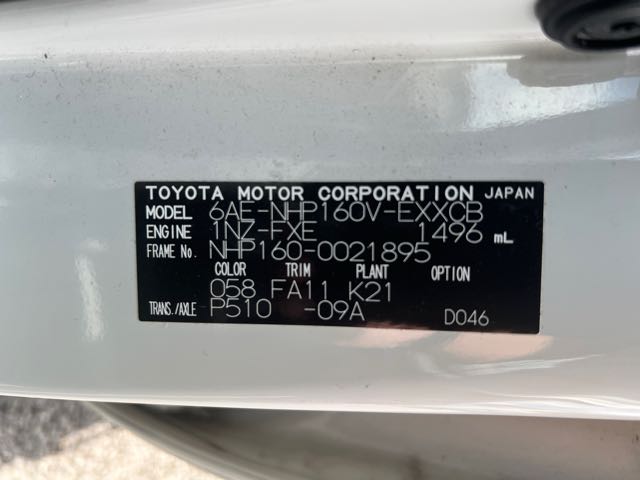 TOYOTA MOTOR CORPORATION JAPAN
MODEL 6AE-NHP160V-EXXCB
ENGINE 1NZ-FXE 1496 mL
FRAME No. NHP160-0021895
COLOR TRIM PLANT OPTION
058 FA11 K21
TRANS./AXLE P510 -09A D046